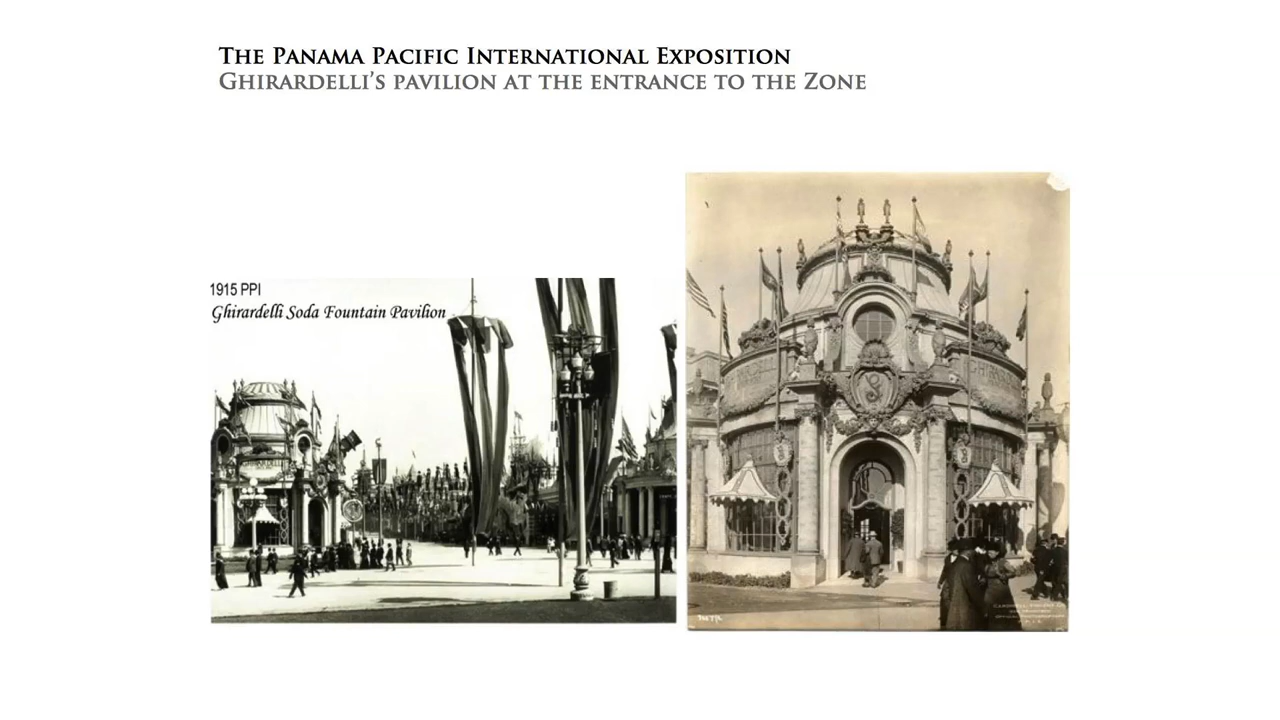 The Panama Pacific International Exposition
Ghirardelli's pavilion at the entrance to the Zone
1915 PPI
Ghirardelli Soda Fountain Pavilion
GHIRARDELLI